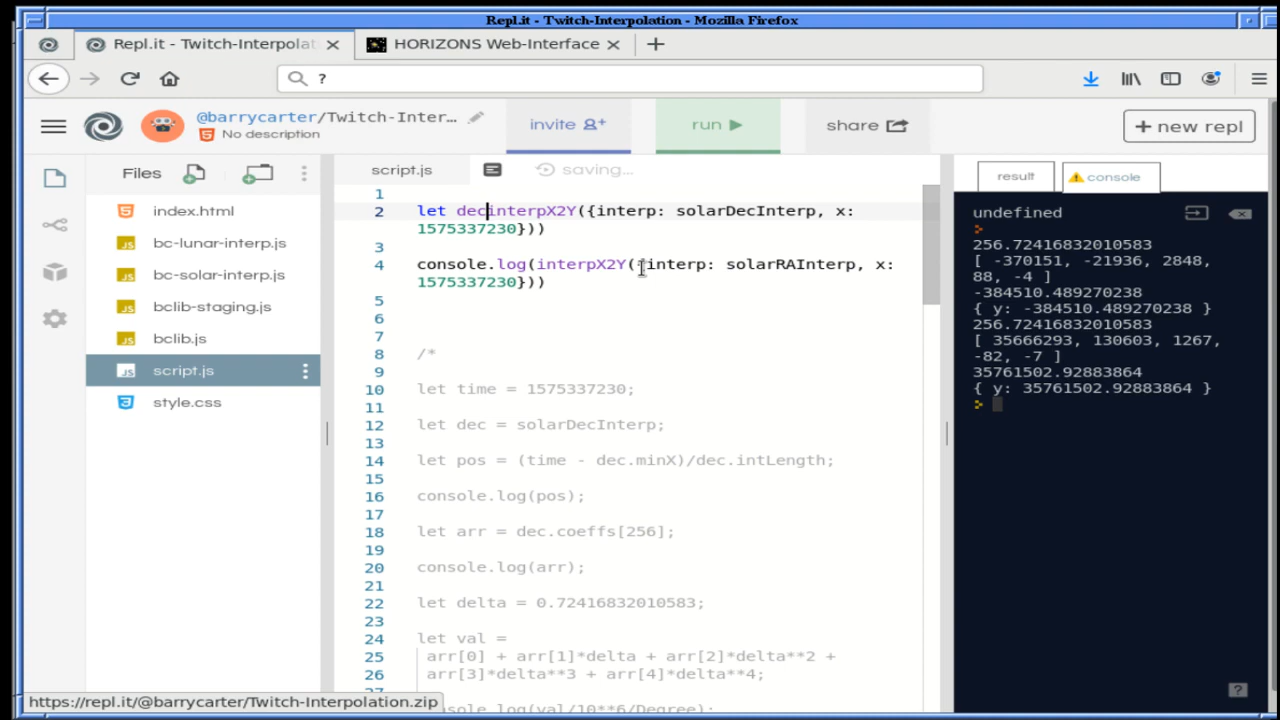 Repl.it - Twitch-Interpolation - Mozilla Firefox
Repl.it - Twitch-Interpolat
HORIZONS Web-Interface
?
@barrycarter/Twitch-Inter…
No description
invite
run
share
+ new repl
Files
index.html
bc-lunar-interp.js
bc-solar-interp.js
bclib-staging.js
bclib.js
script.js
style.css
script.js
saving...
1
2 let decinterpX2Y({interp: solarDecInterp, x:
1575337230}))
3
4 console.log(interpX2Y({interp: solarRAInterp, x:
1575337230}))
5
6
7
8 /*
9
10 let time = 1575337230;
11
12 let dec = solarDecInterp;
13
14 let pos = (time - dec.minX)/dec.intLength;
15
16 console.log(pos);
17
18 let arr = dec.coeffs[256];
19
20 console.log(arr);
21
22 let delta = 0.72416832010583;
23
24 let val =
25 arr[0] + arr[1]*delta + arr[2]*delta**2 +
26 arr[3]*delta**3 + arr[4]*delta**4;
27
console.log(val/10**6/Degree);
result
console
undefined
256.72416832010583
[ -370151, -21936, 2848,
88, -4 ]
-384510.489270238
{ y: -384510.489270238 }
256.72416832010583
[ 35666293, 130603, 1267,
-82, -7 ]
35761502.92883864
{ y: 35761502.92883864 }
?
https://repl.it/@barrycarter/Twitch-Interpolation.zip